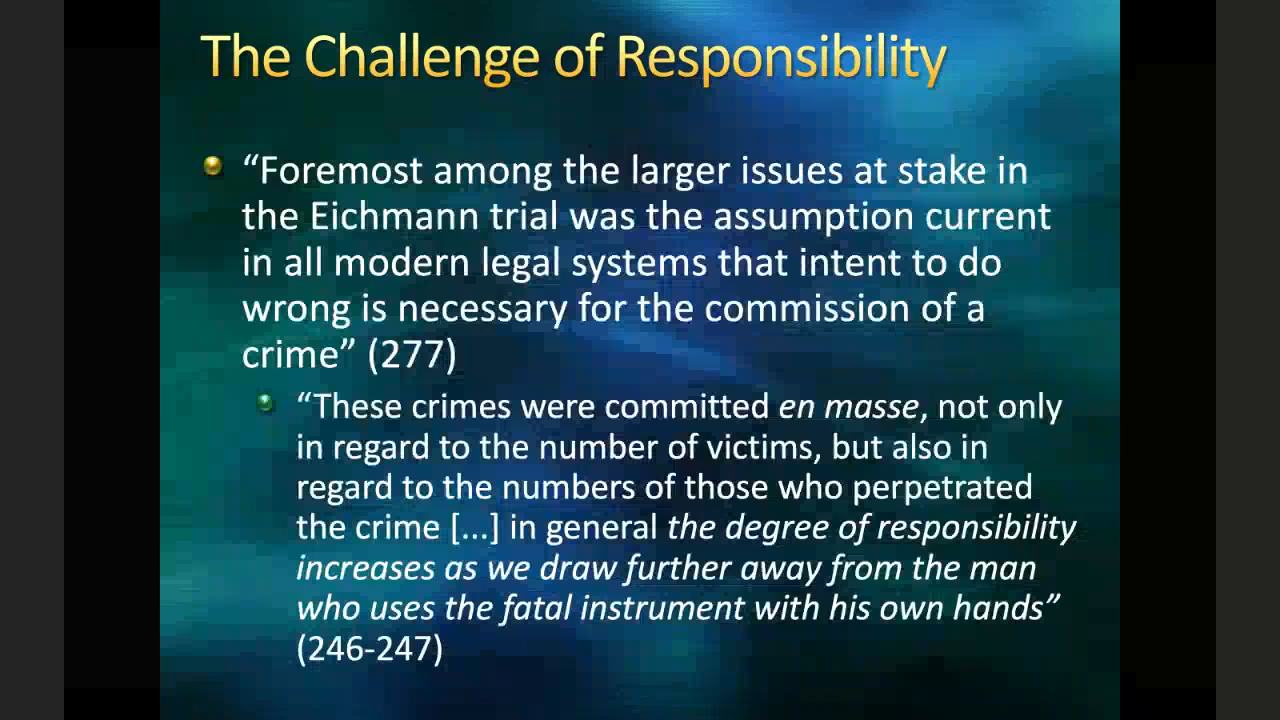 The Challenge of Responsibility
“Foremost among the larger issues at stake in
the Eichmann trial was the assumption current
in all modern legal systems that intent to do
wrong is necessary for the commission of a
crime” (277)
“These crimes were committed en masse, not only
in regard to the number of victims, but also in
regard to the numbers of those who perpetrated
the crime [...] in general the degree of responsibility
increases as we draw further away from the man
who uses the fatal instrument with his own hands”
(246-247)